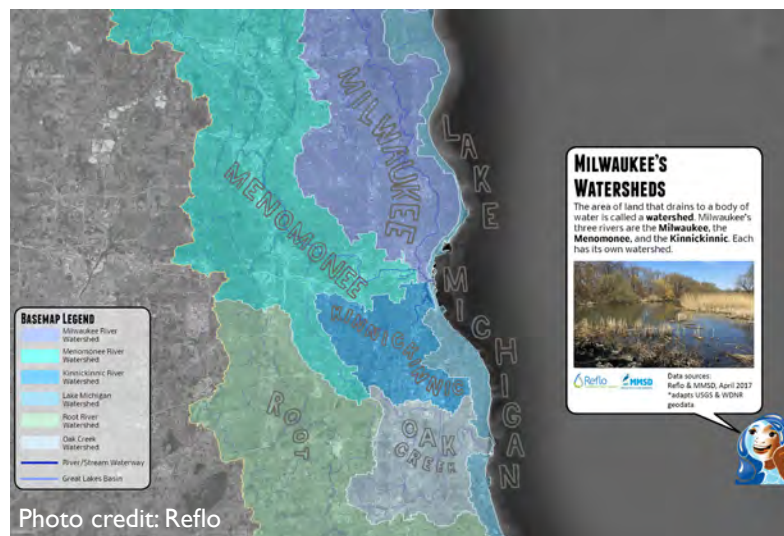 MILWAUKEE
LAKE
MICHIGAN
MENOMONEE
KINNICKINNIC
ROOT
OAK
CREEK
BASEMAP LEGEND
Milwaukee River
Watershed
Menomonee River
Watershed
Kinnickinnic River
Watershed
Lake Michigan
Watershed
Root River
Watershed
Oak Creek
Watershed
River/Stream Waterway
Great Lakes Basin
MILWAUKEE'S
WATERSHEDS
The area of land that drains to a body
of water is called a watershed. Milwaukee's
three rivers are the Milwaukee, the
Menomonee, and the Kinnickinnic. Each
has its own watershed.
Reflo
MMSD
Data sources:
Reflo & MMSD, April 2017
*adapts USGS & WDNR
geodata
Photo credit: Reflo